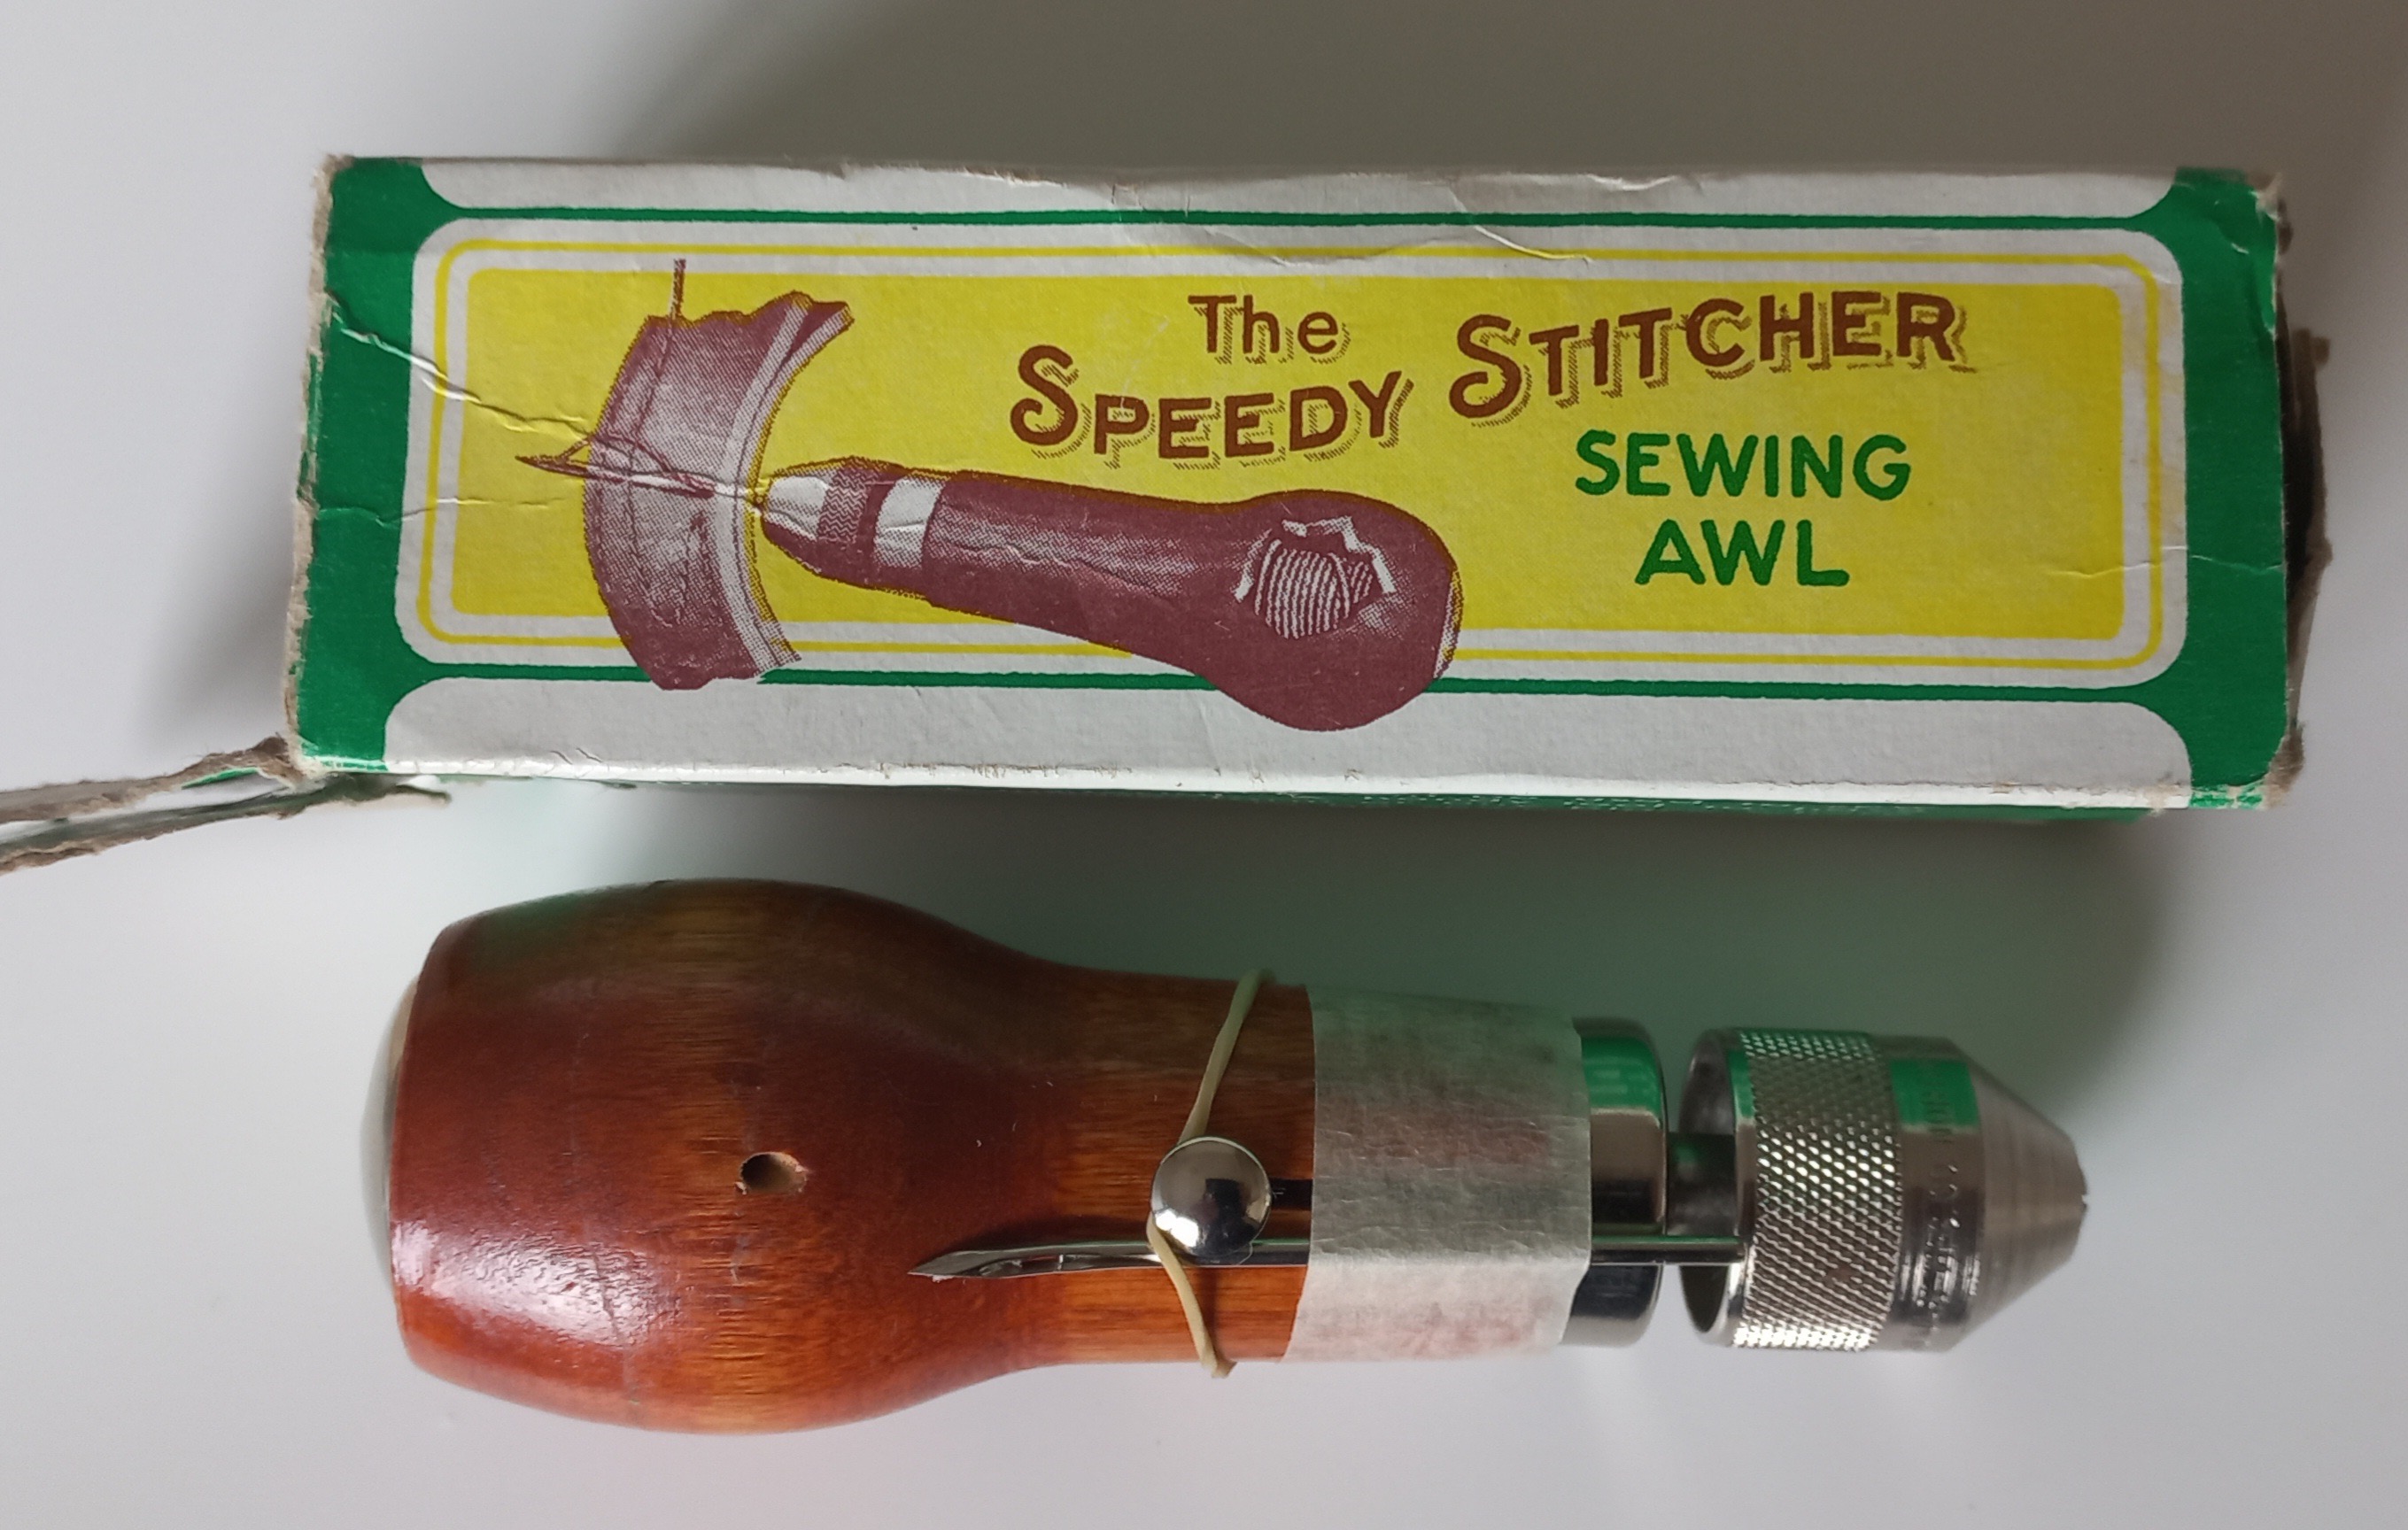 The
SPEEDY STITCHER
SEWING
AWL